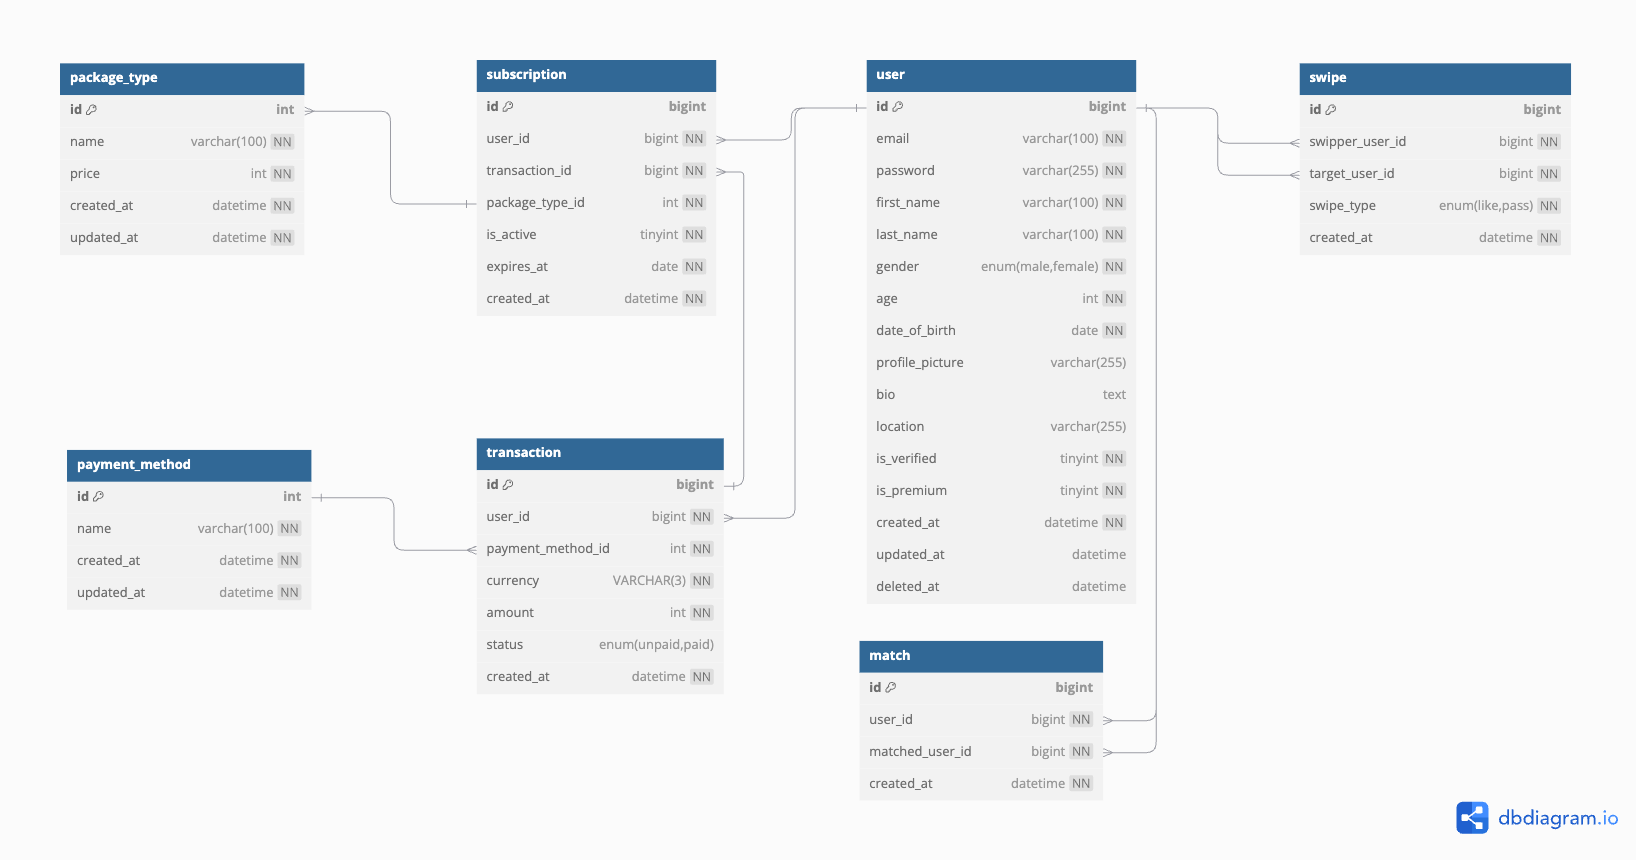 package_type
id int
name varchar(100) NN
price int NN
created_at datetime NN
updated_at datetime NN
subscription
id bigint
user_id bigint NN
transaction_id bigint NN
package_type_id int NN
is_active tinyint NN
expires_at date NN
created_at datetime NN
user
id bigint
email varchar(100) NN
password varchar(255) NN
first_name varchar(100) NN
last_name varchar(100) NN
gender enum(male,female) NN
age int NN
date_of_birth date NN
profile_picture varchar(255)
bio text
location varchar(255)
is_verified tinyint NN
is_premium tinyint NN
created_at datetime NN
updated_at datetime
deleted_at datetime
swipe
id bigint
swipper_user_id bigint NN
target_user_id bigint NN
swipe_type enum(like,pass) NN
created_at datetime NN
payment_method
id int
name varchar(100) NN
created_at datetime NN
updated_at datetime NN
transaction
id bigint
user_id bigint NN
payment_method_id int NN
currency VARCHAR(3) NN
amount int NN
status enum(unpaid,paid)
created_at datetime NN
match
id bigint
user_id bigint NN
matched_user_id bigint NN
created_at datetime NN
dbdiagram.io